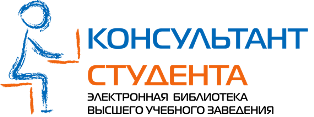 КОНСУЛЬТАНТ
СТУДЕНТА
ЭЛЕКТРОННАЯ БИБЛИОТЕКА
ВЫСШЕГО УЧЕБНОГО ЗАВЕДЕНИЯ